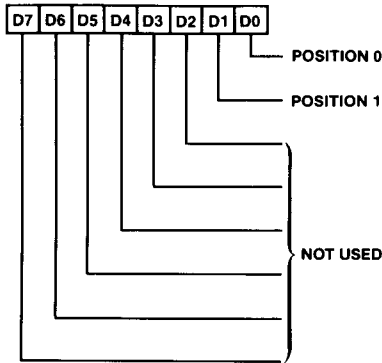 D7 D6 D5 D4 D3 D2 D1 D0
POSITION 0
POSITION 1
NOT USED